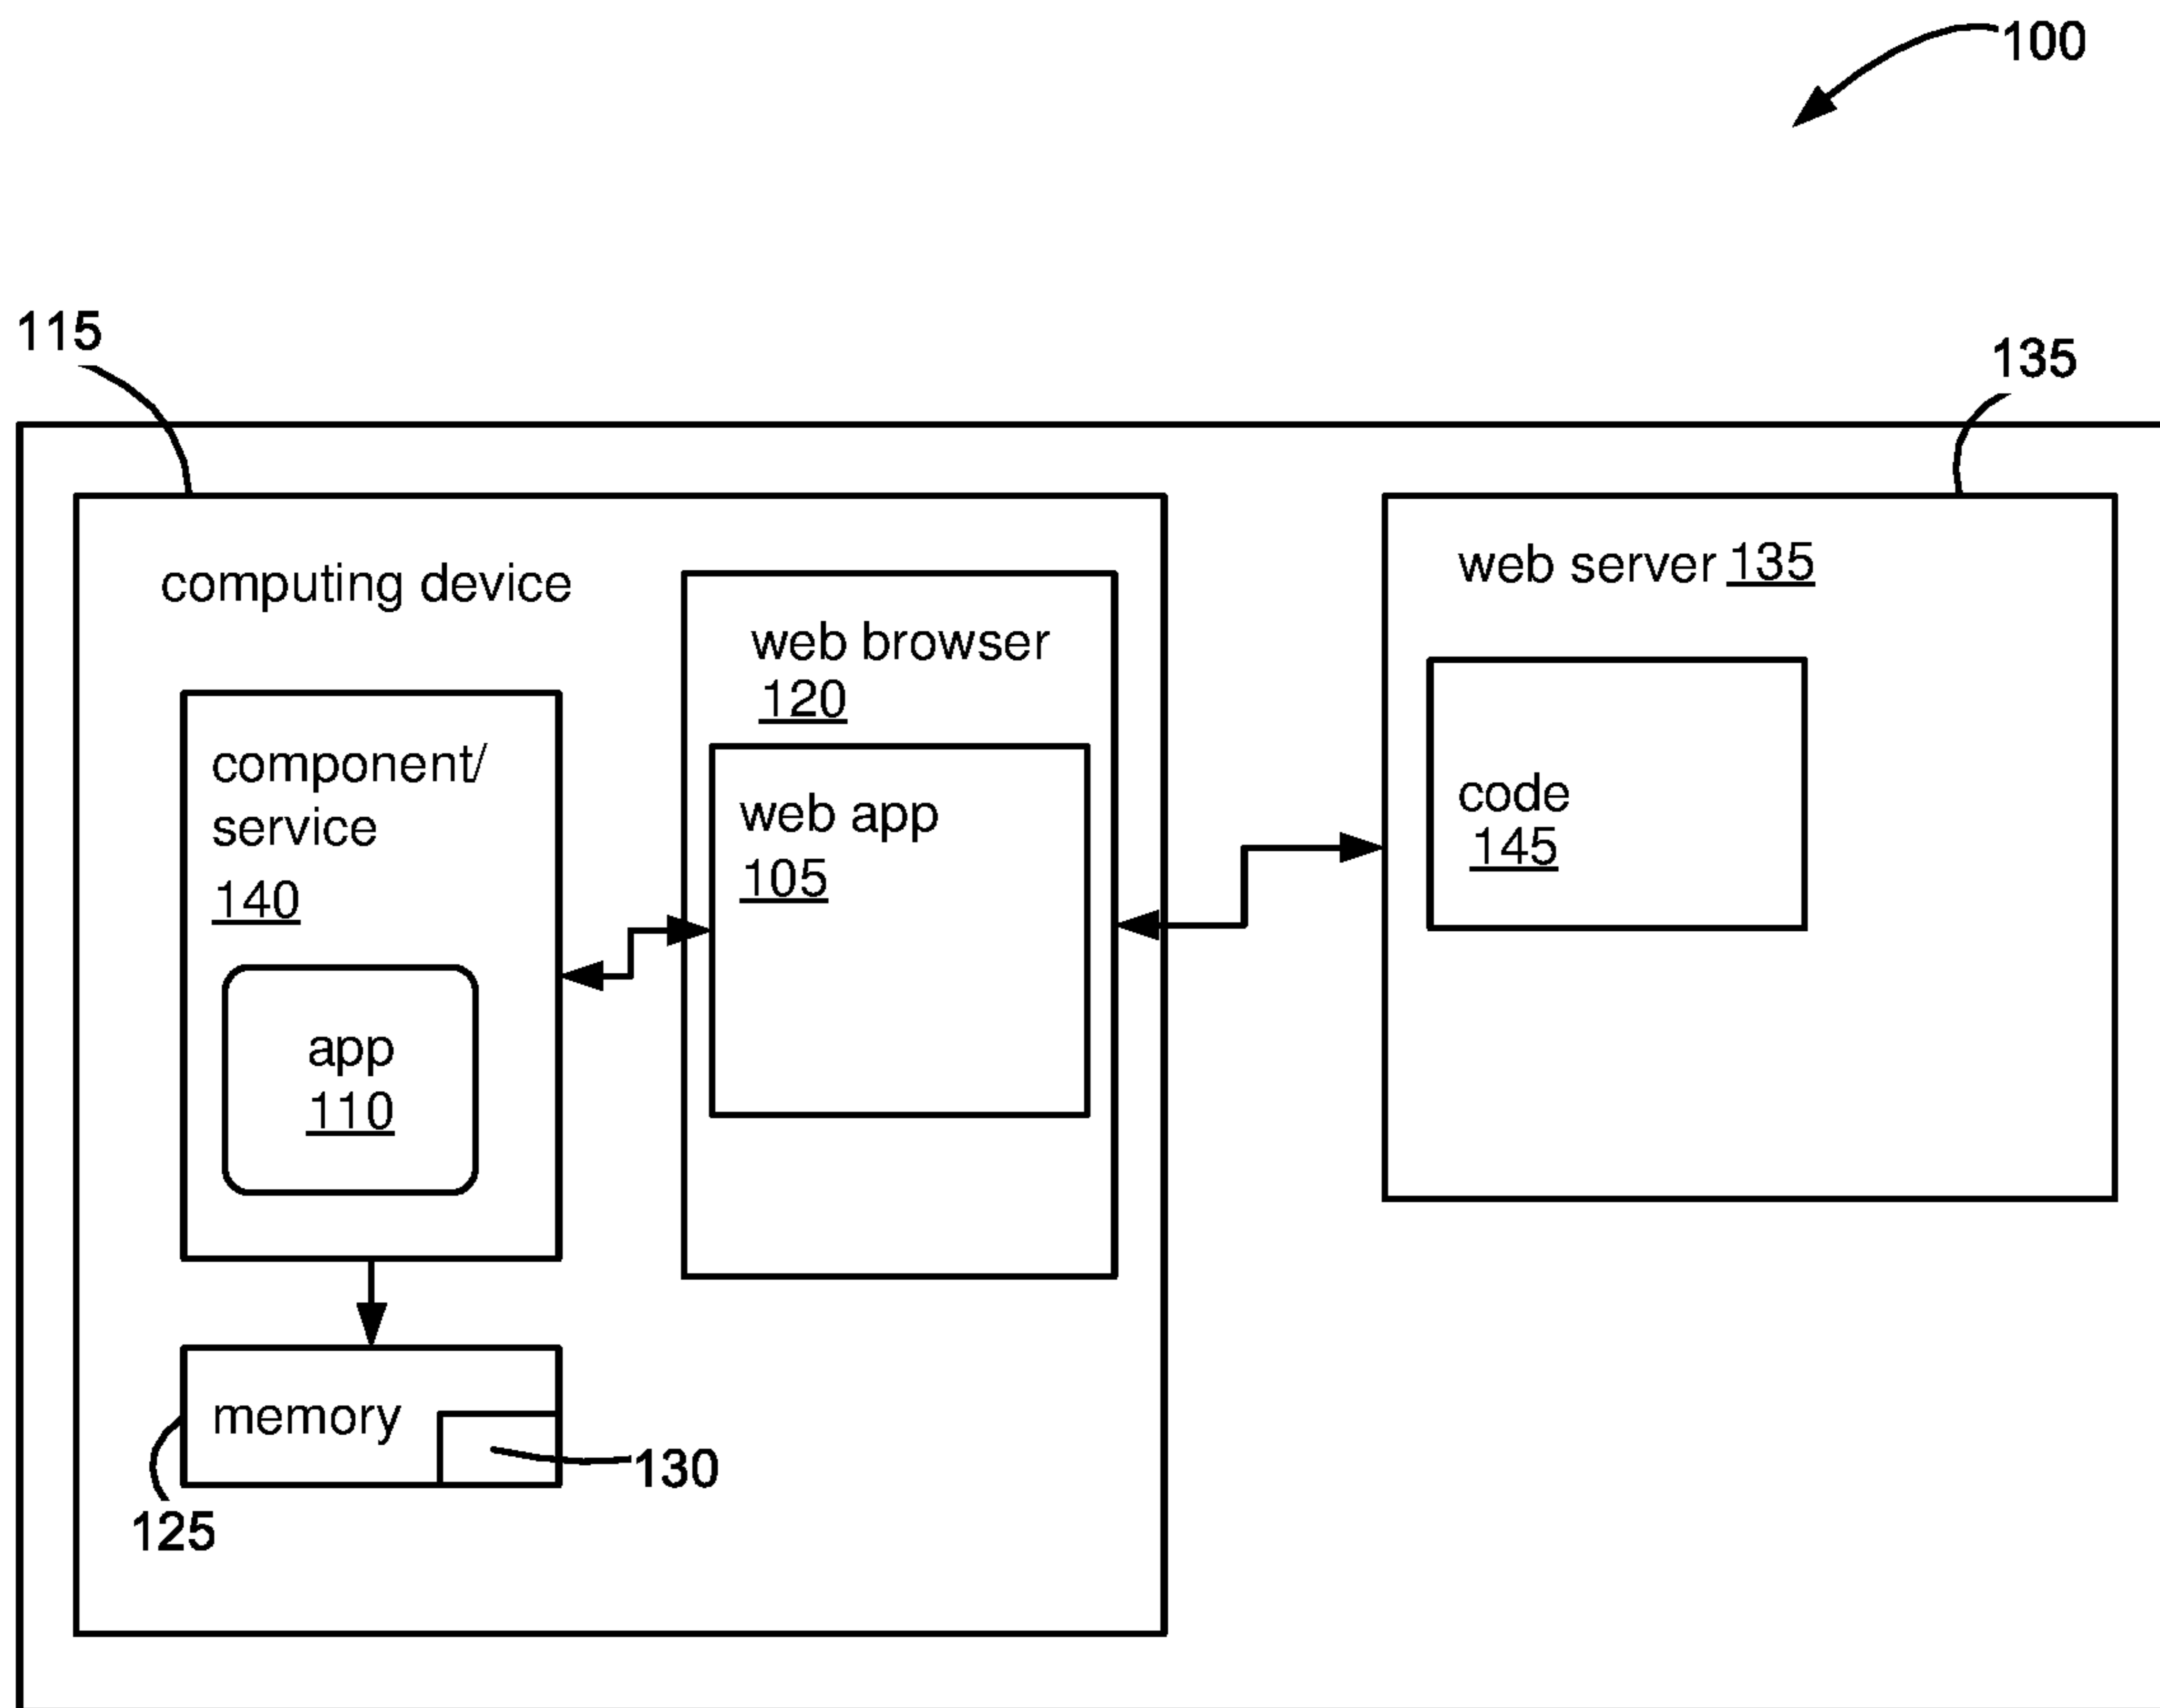 100
115
135
computing device
web server 135
web browser
120
component/
service
140
web app
105
code
145
app
110
memory
130
125